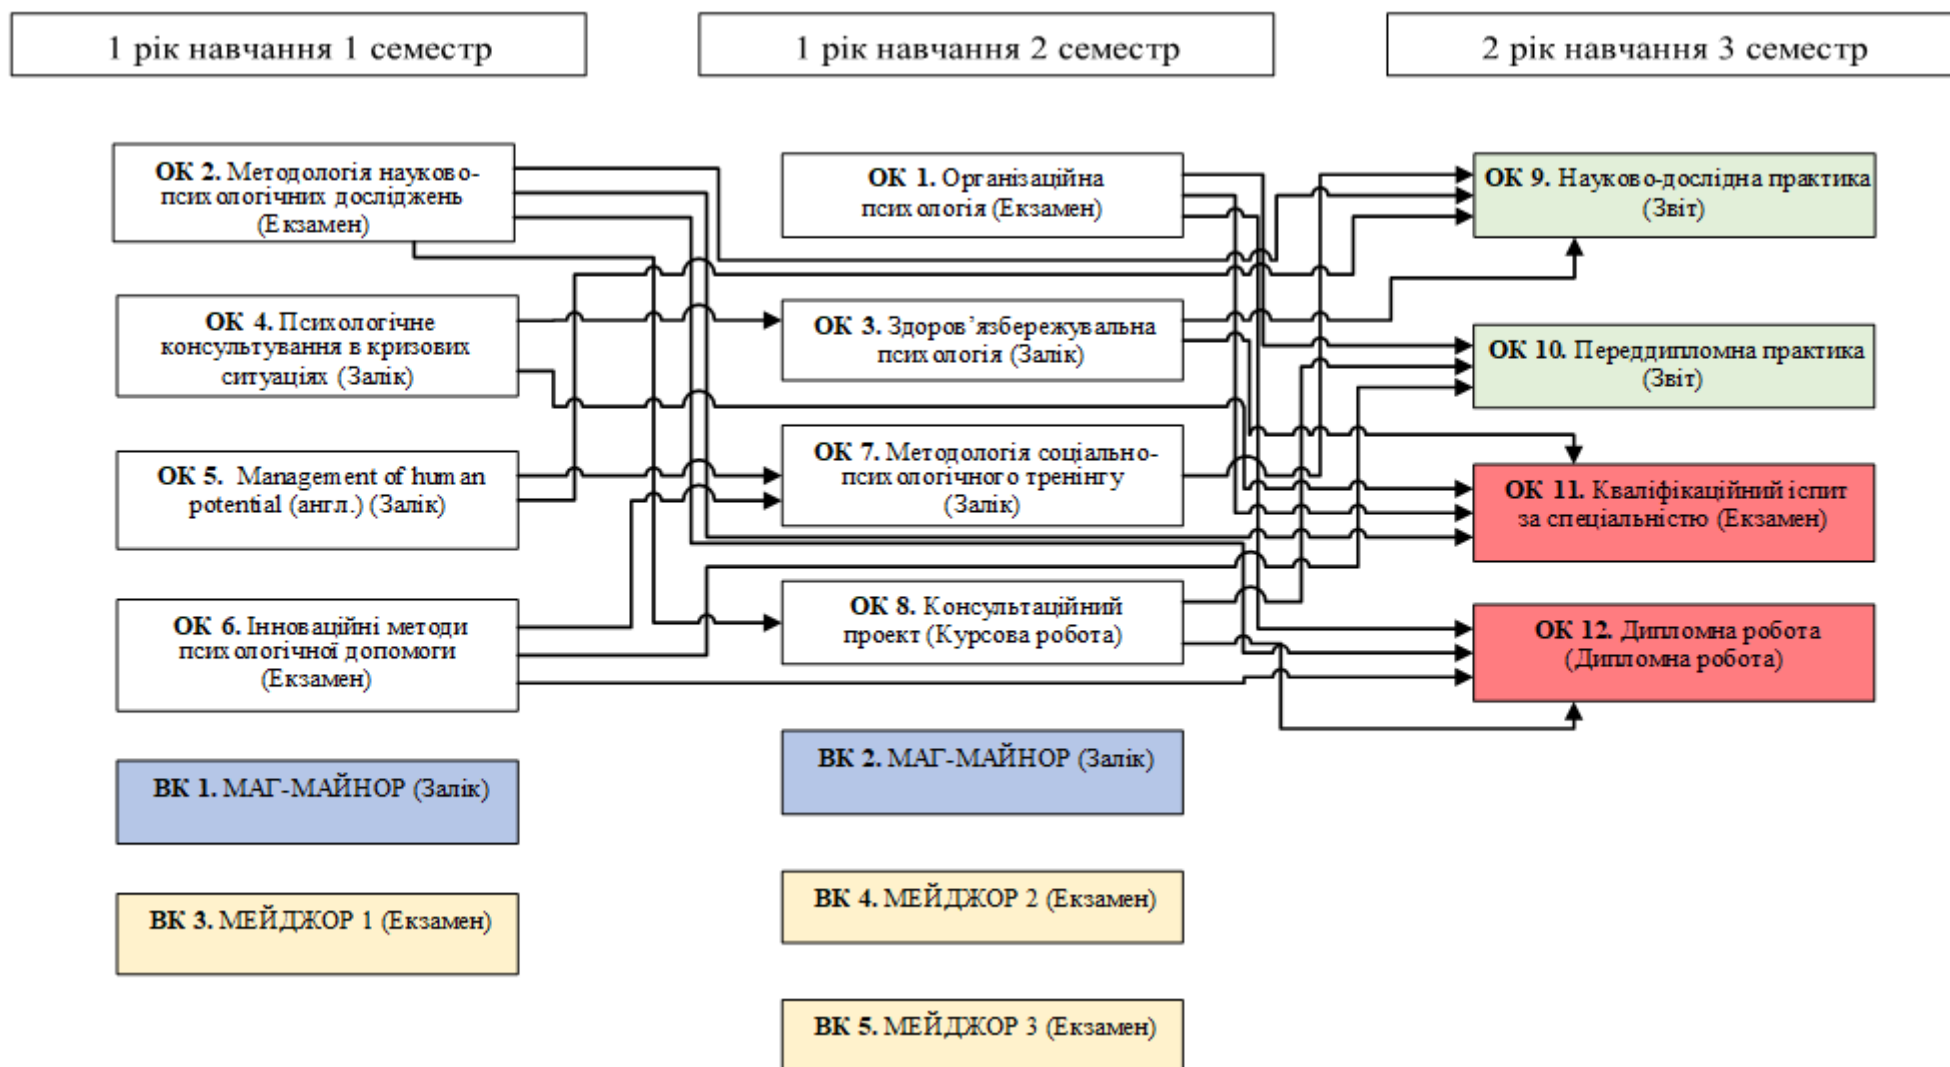 1 рік навчання 1 семестр
1 рік навчання 2 семестр
2 рік навчання 3 семестр
ОК 2. Методологія науково-
психологічних досліджень
(Екзамен)
ОК 4. Психологічне
консультування в кризових
ситуаціях (Залік)
ОК 5. Management of human
potential (англ.) (Залік)
ОК 6. Інноваційні методи
психологічної допомоги
(Екзамен)
ВК 1. МАГ-МАЙНОР (Залік)
ВК 3. МЕЙДЖОР 1 (Екзамен)
ОК 1. Організаційна
психологія (Екзамен)
ОК 3. Здоров’язбережувальна
психологія (Залік)
ОК 7. Методологія соціально-
психологічного тренінгу
(Залік)
ОК 8. Консультаційний
проект (Курсова робота)
ВК 2. МАГ-МАЙНОР (Залік)
ВК 4. МЕЙДЖОР 2 (Екзамен)
ВК 5. МЕЙДЖОР 3 (Екзамен)
ОК 9. Науково-дослідна практика
(Звіт)
ОК 10. Переддипломна практика
(Звіт)
ОК 11. Кваліфікаційний іспит
за спеціальністю (Екзамен)
ОК 12. Дипломна робота
(Дипломна робота)